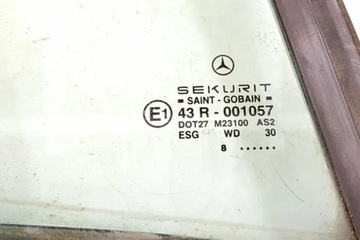 SEKURIT
SAINT - GOBAIN
E1 43 R - 001057
DOT27 M23100 AS2
ESG WD 30
8 ······